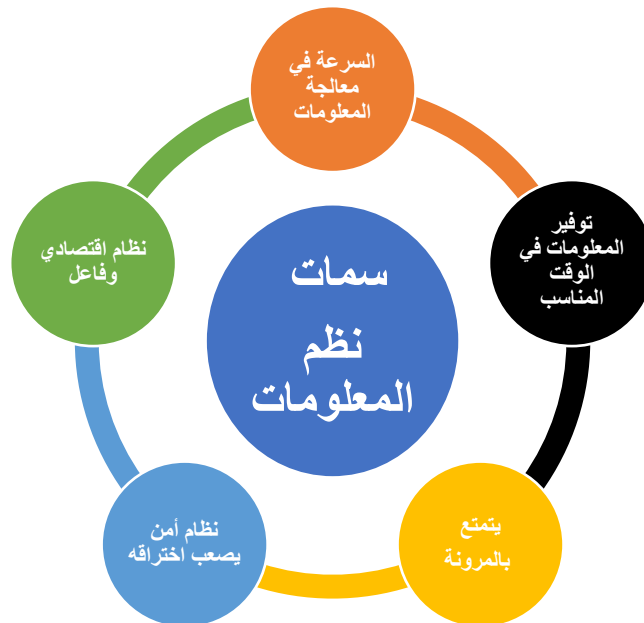 السرعة في
معالجة
المعلومات
توفير
المعلومات في
الوقت
المناسب
يتمتع
بالمرونة
نظام أمن
يصعب اختراقه
نظام اقتصادي
وفاعل
سمات
نظم
المعلومات